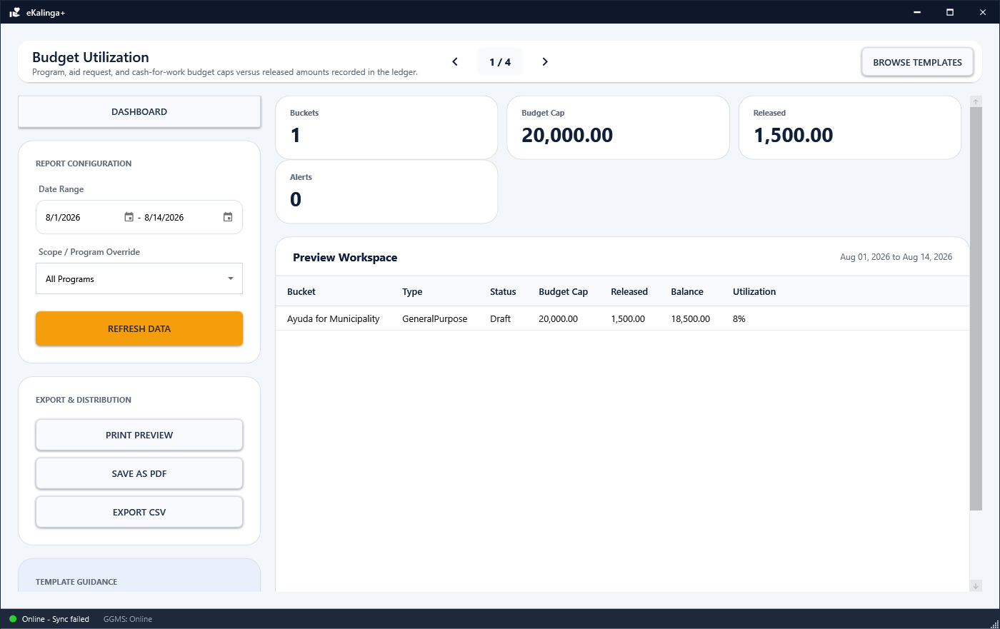 eKalinga+
Budget Utilization
Program, aid request, and cash-for-work budget caps versus released amounts recorded in the ledger.
1 / 4
BROWSE TEMPLATES
DASHBOARD
REPORT CONFIGURATION
Date Range
8/1/2026 - 8/14/2026
Scope / Program Override
All Programs
REFRESH DATA
EXPORT & DISTRIBUTION
PRINT PREVIEW
SAVE AS PDF
EXPORT CSV
TEMPLATE GUIDANCE
Buckets
1
Budget Cap
20,000.00
Released
1,500.00
Alerts
0
Preview Workspace
Aug 01, 2026 to Aug 14, 2026
Bucket Type Status Budget Cap Released Balance Utilization
Ayuda for Municipality GeneralPurpose Draft 20,000.00 1,500.00 18,500.00 8%
Online - Sync failed GGMS: Online